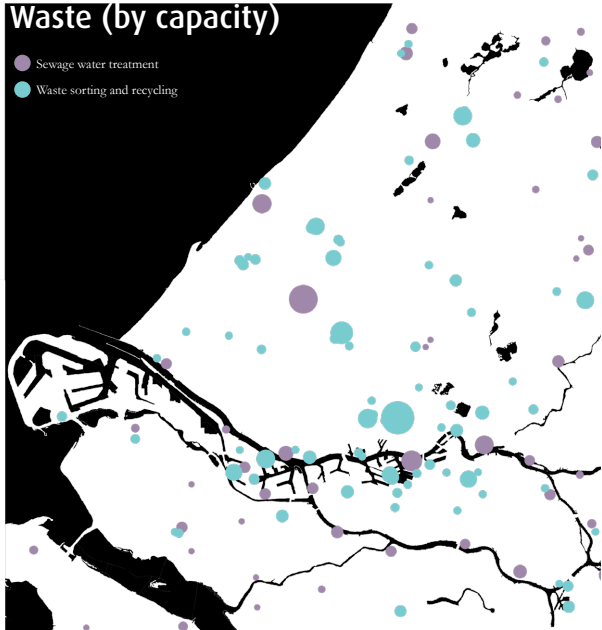 Waste (by capacity)
Sewage water treatment
Waste sorting and recycling